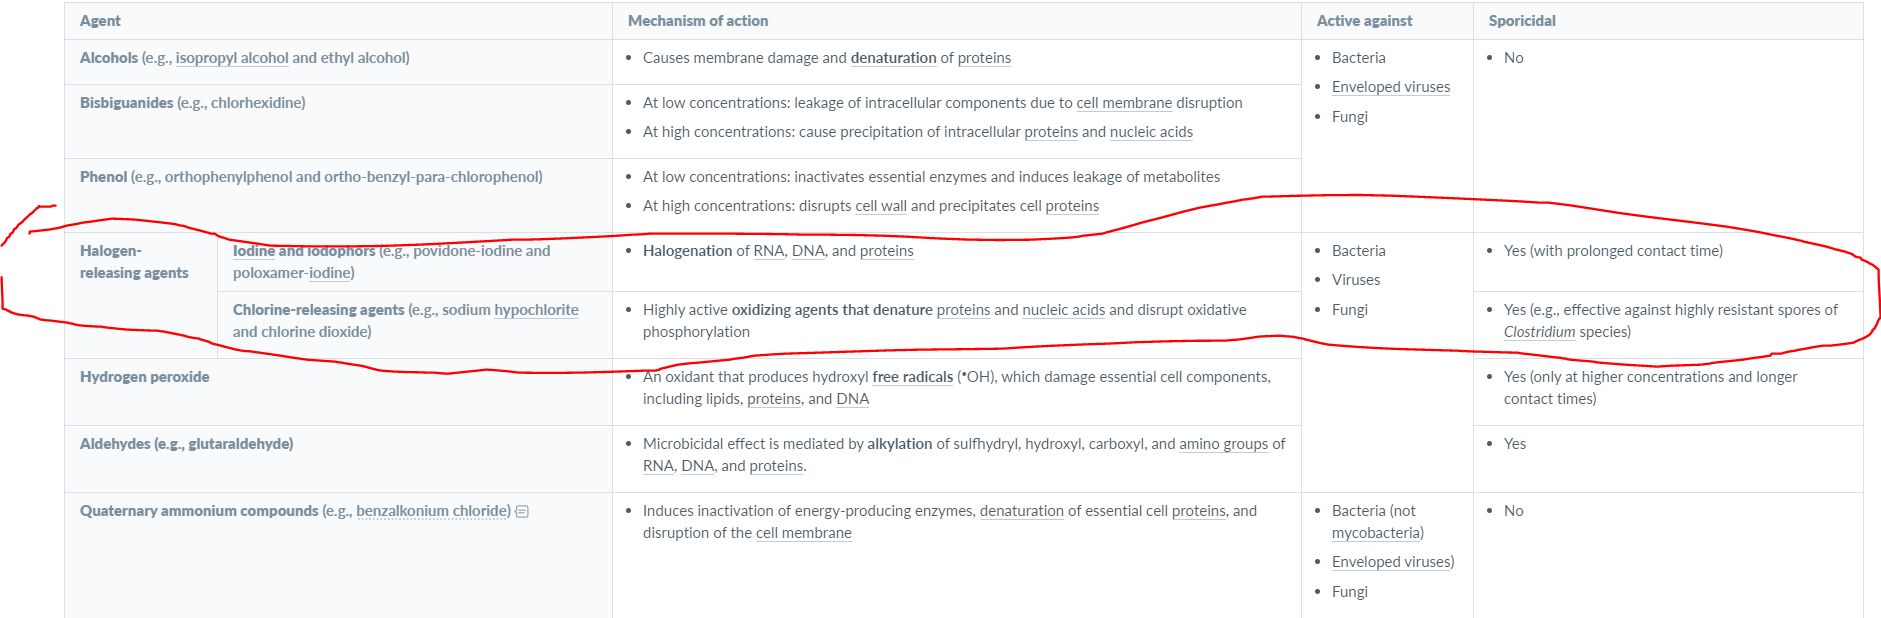 Agent Mechanism of action Active against Sporicidal
Alcohols (e.g., isopropyl alcohol and ethyl alcohol)
• Causes membrane damage and denaturation of proteins
• Bacteria
• Enveloped viruses
• Fungi
• No
Bisbiguanides (e.g., chlorhexidine)
• At low concentrations: leakage of intracellular components due to cell membrane disruption
• At high concentrations: cause precipitation of intracellular proteins and nucleic acids
Phenol (e.g., orthophenylphenol and ortho-benzyl-para-chlorophenol)
• At low concentrations: inactivates essential enzymes and induces leakage of metabolites
• At high concentrations: disrupts cell wall and precipitates cell proteins
Halogen-
releasing agents
Iodine and iodophors (e.g., povidone-iodine and
poloxamer-iodine)
• Halogenation of RNA, DNA, and proteins
• Bacteria
• Viruses
• Fungi
• Yes (with prolonged contact time)
Chlorine-releasing agents (e.g., sodium hypochlorite
and chlorine dioxide)
• Highly active oxidizing agents that denature proteins and nucleic acids and disrupt oxidative
phosphorylation
• Yes (e.g., effective against highly resistant spores of
Clostridium species)
Hydrogen peroxide
• An oxidant that produces hydroxyl free radicals (•OH), which damage essential cell components,
including lipids, proteins, and DNA
• Yes (only at higher concentrations and longer
contact times)
Aldehydes (e.g., glutaraldehyde)
• Microbicidal effect is mediated by alkylation of sulfhydryl, hydroxyl, carboxyl, and amino groups of
RNA, DNA, and proteins.
• Yes
Quaternary ammonium compounds (e.g., benzalkonium chloride)
• Induces inactivation of energy-producing enzymes, denaturation of essential cell proteins, and
disruption of the cell membrane
• Bacteria (not
mycobacteria)
• Enveloped viruses)
• Fungi
• No